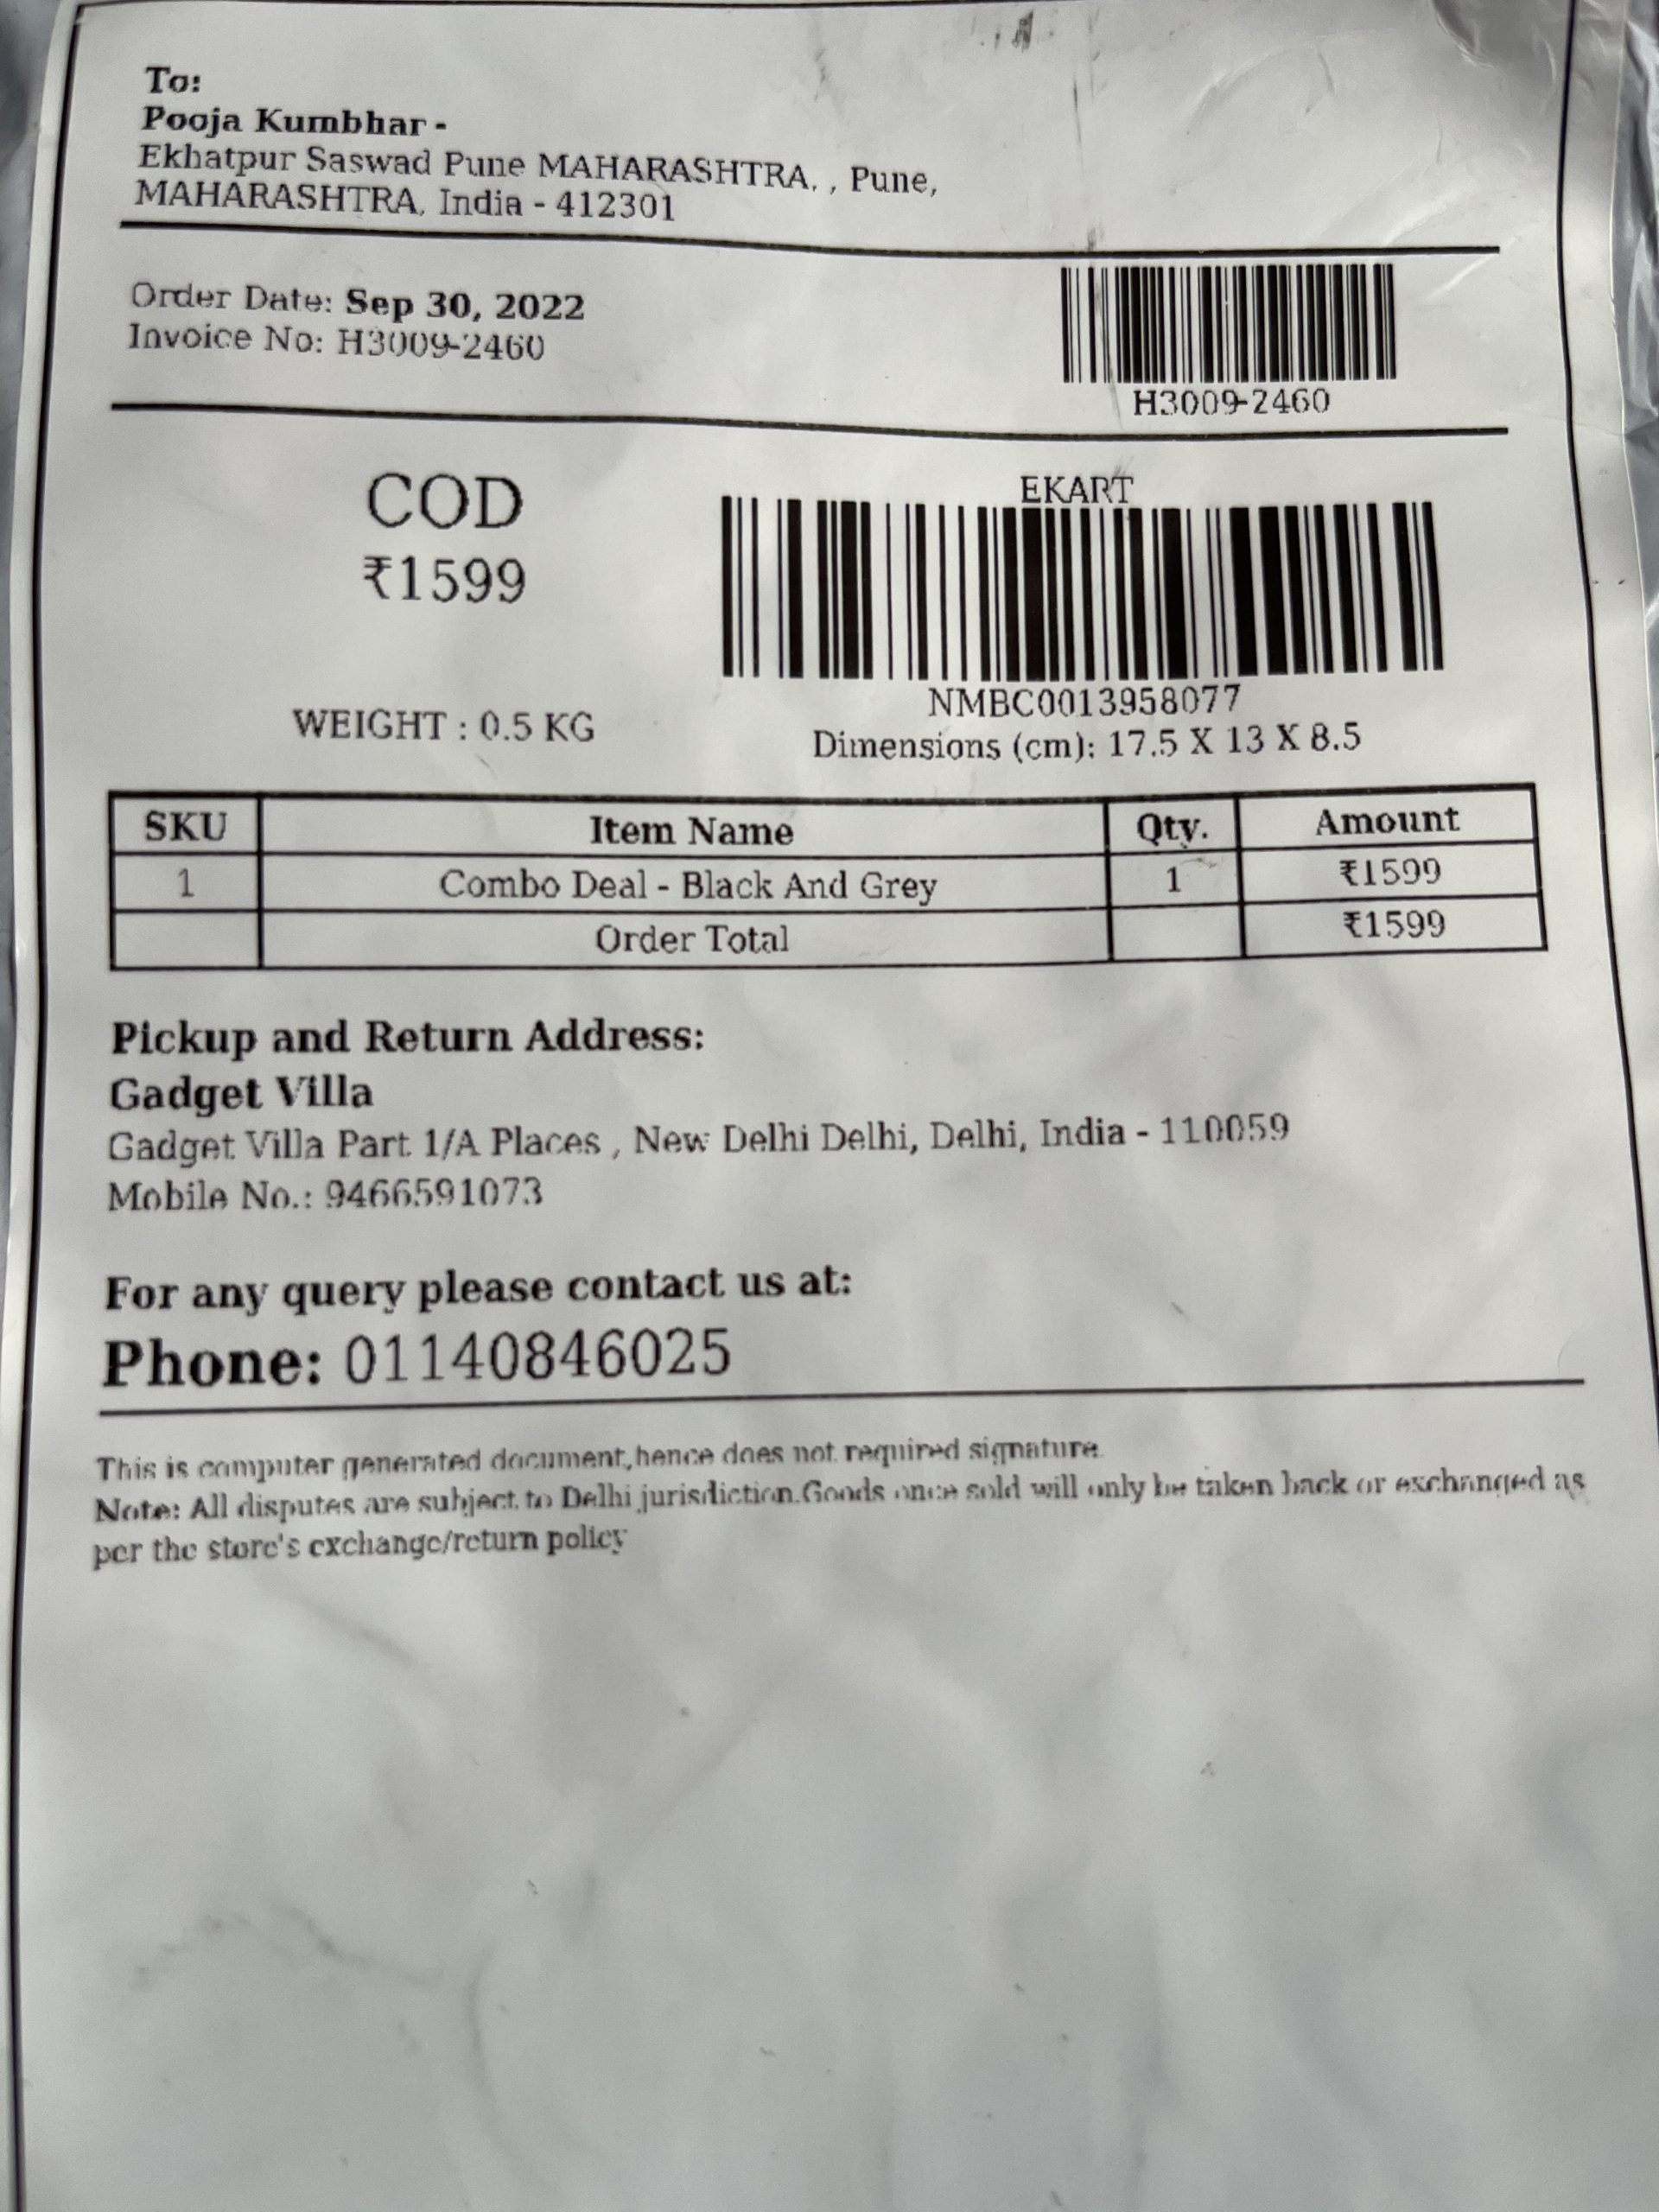 To:
Pooja Kumbhar -
Ekhatpur Saswad Pune MAHARASHTRA, , Pune,
MAHARASHTRA, India - 412301
Order Date: Sep 30, 2022
Invoice No: H3009-2460
H3009-2460
COD
₹1599
WEIGHT : 0.5 KG
EKART
NMBC0013958077
Dimensions (cm): 17.5 X 13 X 8.5
SKU Item Name Qty. Amount
1 Combo Deal - Black And Grey 1 ₹1599
Order Total ₹1599
Pickup and Return Address:
Gadget Villa
Gadget Villa Part 1/A Places , New Delhi Delhi, Delhi, India - 110059
Mobile No.: 9466591073
For any query please contact us at:
Phone: 01140846025
This is computer generated document,hence does not required signature.
Note: All disputes are subject to Delhi jurisdiction.Goods once sold will only be taken back or exchanged as
per the store's exchange/return policy